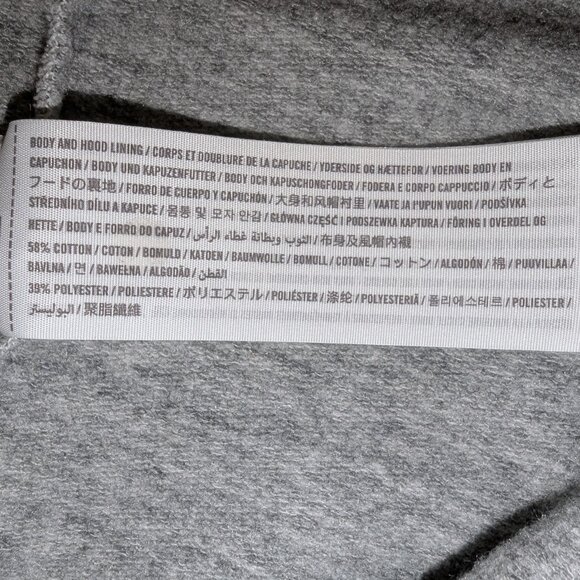 BODY AND HOOD LINING / CORPS ET DOUBLURE DE LA CAPUCHE / YDERSIDE OG HÆTTEFOR / VOERING BODY EN
CAPUCHON / BODY UND KAPUZENFUTTER / BODY OCH KAPUSCHONGFODER / FODERA E CORPO CAPPUCCIO / ボディと
フードの裏地 / FORRO DE CUERPO Y CAPUCHÓN / 大身和风帽衬里 / VAATE JA HUPUN VUORI / PODŠÍVKA
STŘEDNÍHO DÍLU A KAPUCE / 몸통 및 모자 안감 / GŁÓWNA CZĘŚĆ I PODSZEWKA KAPTURA / FÔRING I OVERDEL OG
HETTE / BODY E FORRO DO CAPUZ / الثوب وبطانة غطاء الرأس / 布身及風帽內襯
58% COTTON / COTON / BOMULD / KATOEN / BAUMWOLLE / BOMULL / COTONE / コットン / ALGODÓN / 棉 / PUUVILLAA /
BAVLNA / 면 / BAWEŁNA / ALGODÃO / القطن
39% POLYESTER / POLIESTERE / ポリエステル / POLIÉSTER / 涤纶 / POLYESTERIÄ / 폴리에스테르 / POLIESTER /
البوليستر / 聚脂纖維